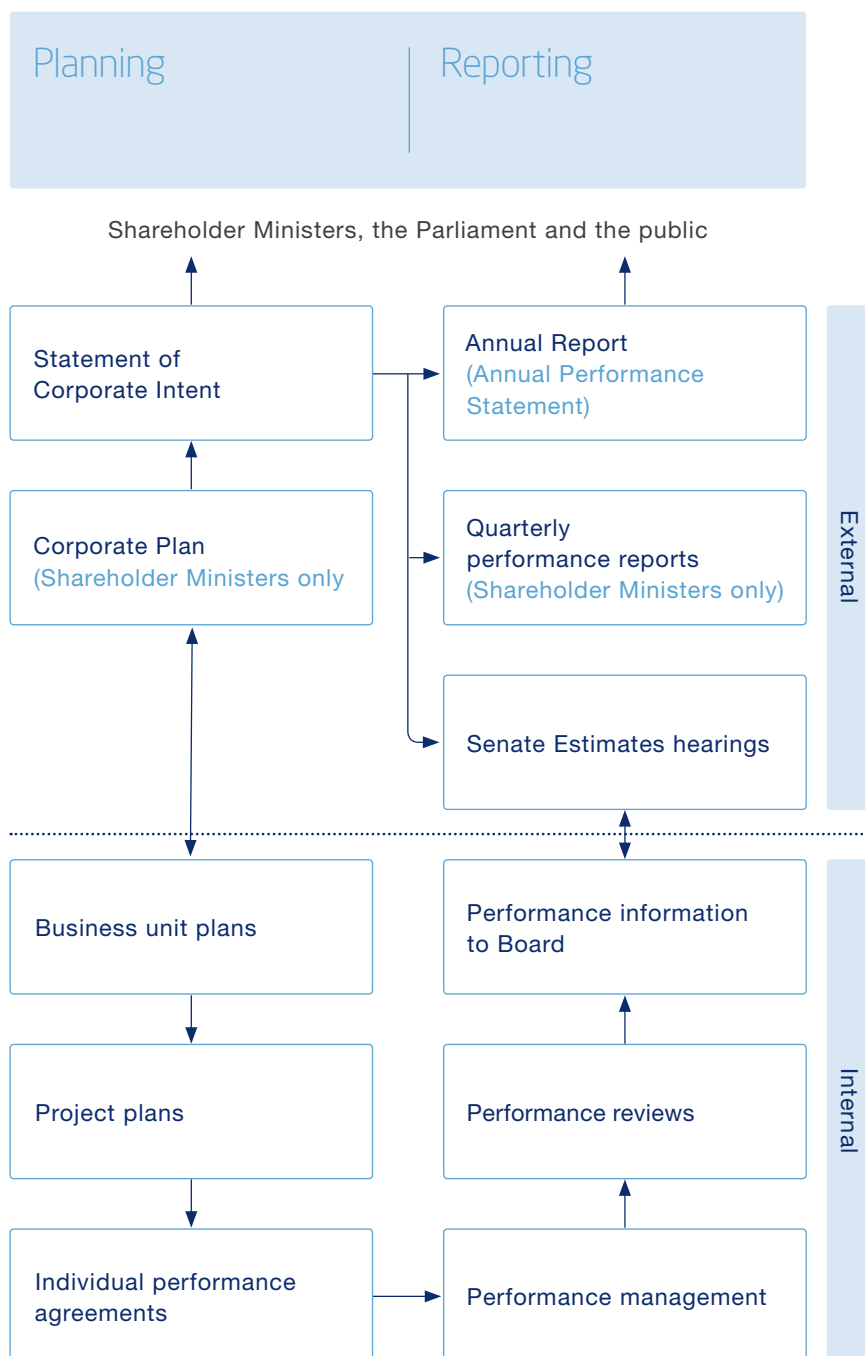 Planning
Reporting
Shareholder Ministers, the Parliament and the public
Statement of
Corporate Intent
Annual Report
(Annual Performance
Statement)
Corporate Plan
(Shareholder Ministers only
Quarterly
performance reports
(Shareholder Ministers only)
Senate Estimates hearings
External
Business unit plans
Performance information
to Board
Project plans
Performance reviews
Internal
Individual performance
agreements
Performance management